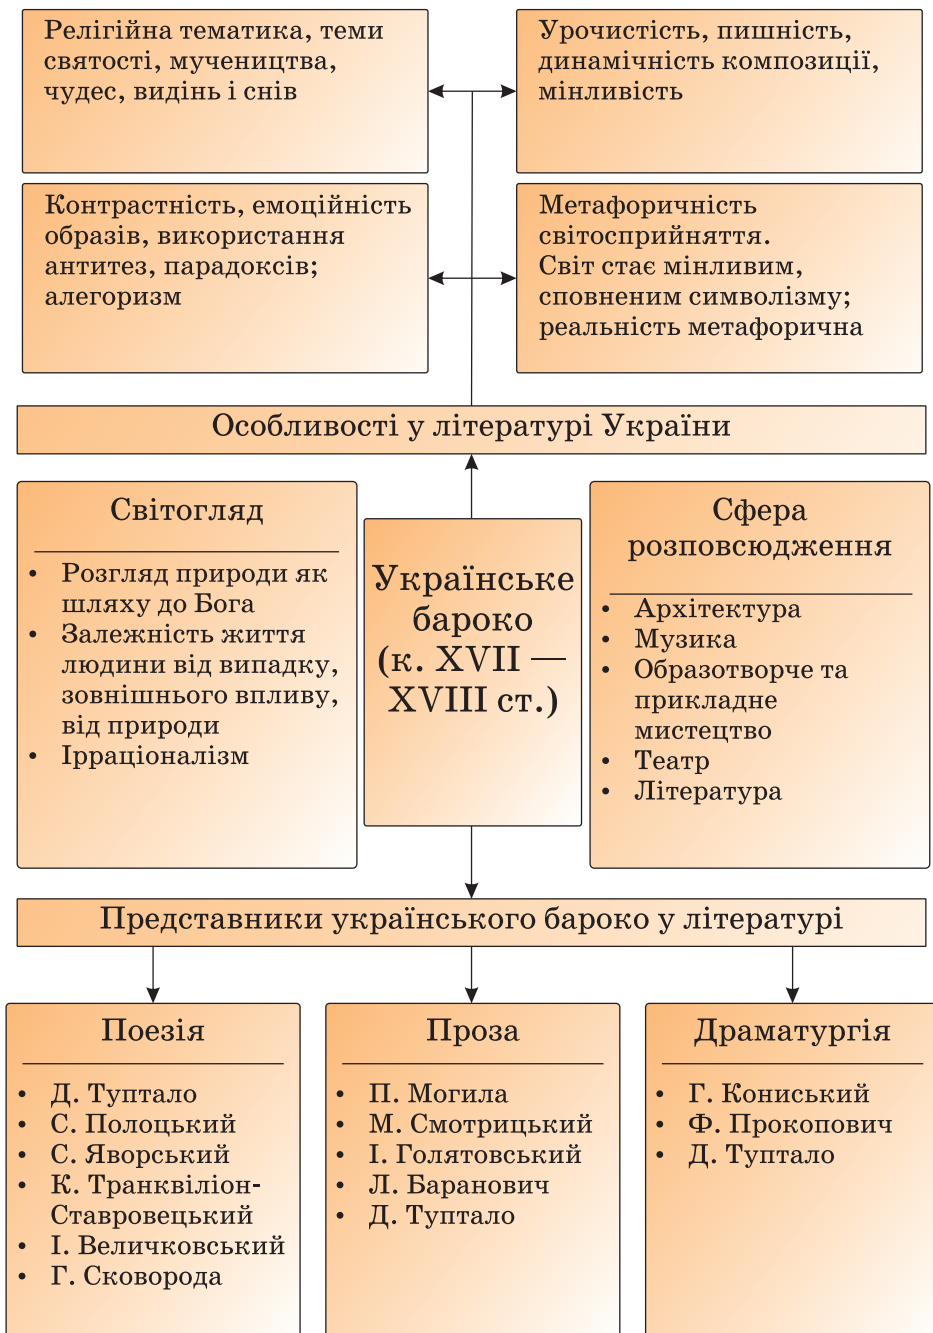 Релігійна тематика, теми
святості, мучеництва,
чудес, видінь і снів
Урочистість, пишність,
динамічність композиції,
мінливість
Контрастність, емоційність
образів, використання
антитез, парадоксів;
алегоризм
Метафоричність
світосприйняття.
Світ стає мінливим,
сповненим символізму;
реальність метафорична
Особливості у літературі України
Світогляд
• Розгляд природи як
шляху до Бога
• Залежність життя
людини від випадку,
зовнішнього впливу,
від природи
• Ірраціоналізм
Українське
бароко
(к. XVII —
XVIII ст.)
Сфера
розповсюдження
• Архітектура
• Музика
• Образотворче та
прикладне
мистецтво
• Театр
• Література
Представники українського бароко у літературі
Поезія
• Д. Туптало
• С. Полоцький
• С. Яворський
• К. Транквіліон-
Ставровецький
• І. Величковський
• Г. Сковорода
Проза
• П. Могила
• М. Смотрицький
• І. Голятовський
• Л. Баранович
• Д. Туптало
Драматургія
• Г. Кониський
• Ф. Прокопович
• Д. Туптало